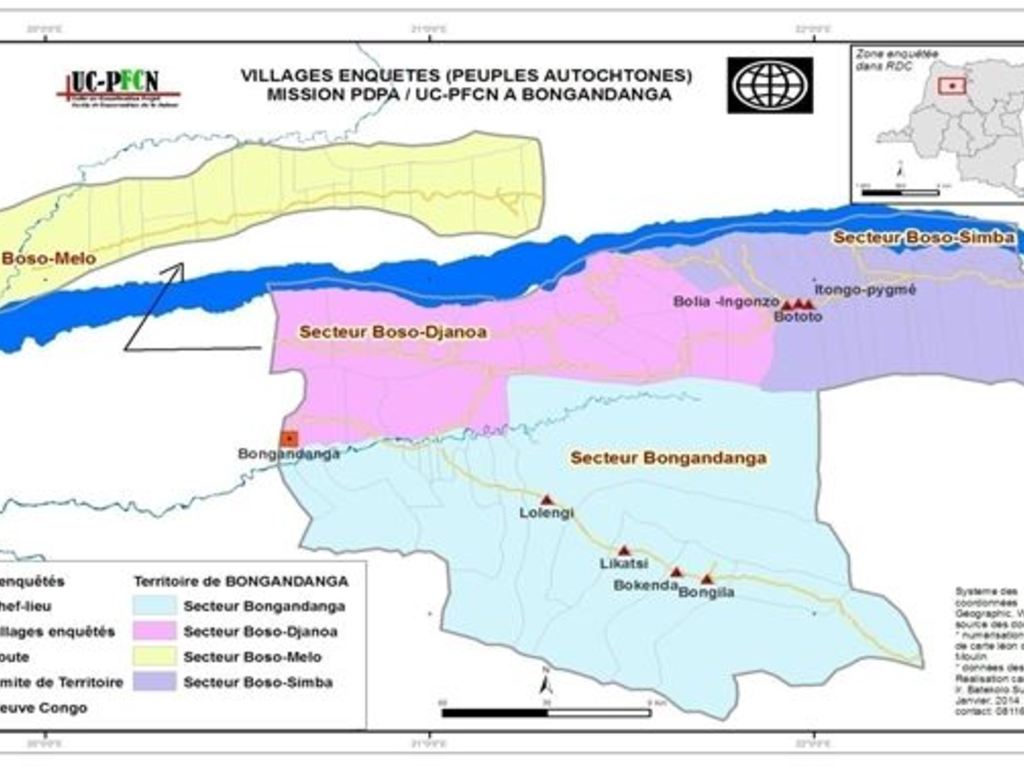 UC-PFCN
VILLAGES ENQUETES (PEUPLES AUTOCHTONES)
MISSION PDPA / UC-PFCN A BONGANDANGA
Zone enquêtée
dans RDC
Boso-Melo
Secteur Boso-Simba
Itongo-pygmé
Bolia -Ingonzo
Bototo
Secteur Boso-Djanoa
Bongandanga
Secteur Bongandanga
Lolengi
Likatsi
Bokenda
Bongila
enquêtés
hef-lieu
illages enquêtés
oute
mite de Territoire
euve Congo
Territoire de BONGANDANGA
Secteur Bongandanga
Secteur Boso-Djanoa
Secteur Boso-Melo
Secteur Boso-Simba
N
Systeme des
coordonnées
Geographic, W
source des do
* numerisation
de carte leon d
Moulin
* données des
Realisation ca
Ir. Batekolo Su
Janvier, 2014
contact: 08116